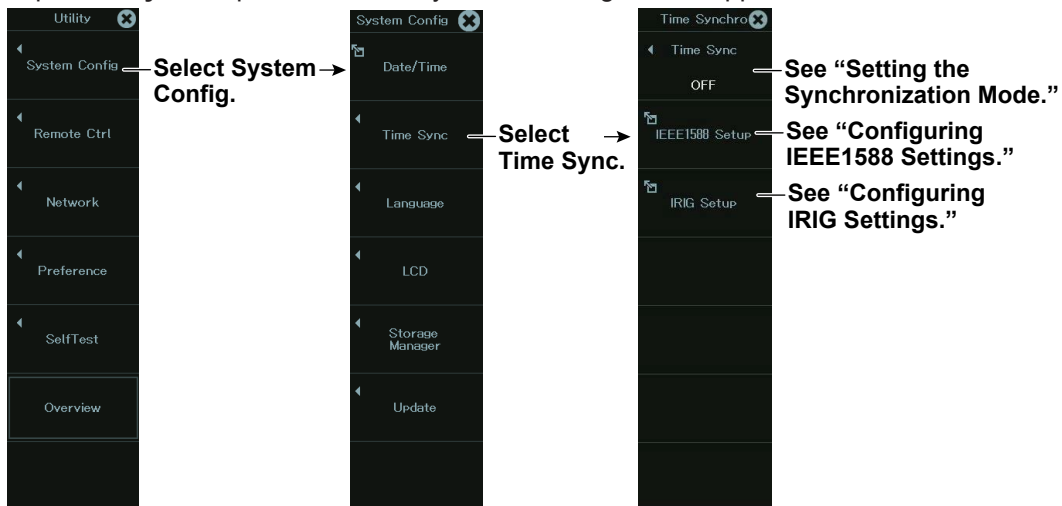 Utility
System Config
Remote Ctrl
Network
Preference
SelfTest
Overview
Select System
Config.
System Config
Date/Time
Time Sync
Language
LCD
Storage
Manager
Update
Select
Time Sync.
Time Synchro
Time Sync
OFF
IEEE1588 Setup
IRIG Setup
See “Setting the
Synchronization Mode.”
See “Configuring
IEEE1588 Settings.”
See “Configuring
IRIG Settings.”